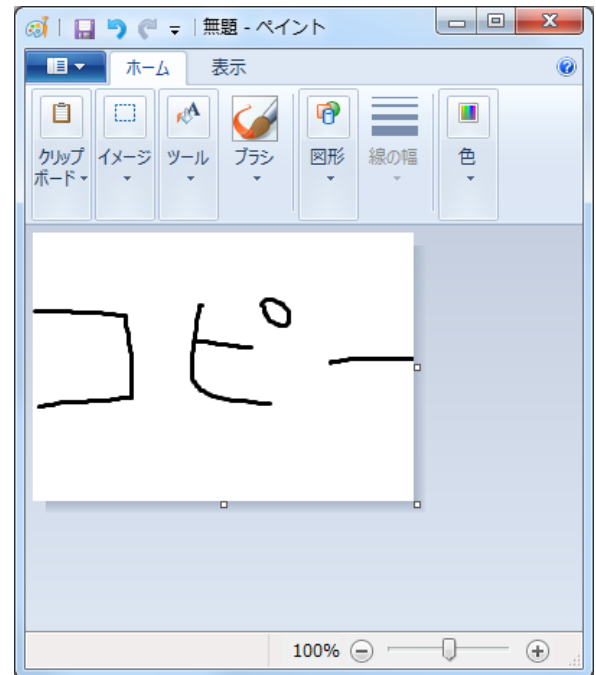 無題 - ペイント
ホーム 表示
クリップボード イメージ ツール ブラシ 図形 線の幅 色
コピー
100%